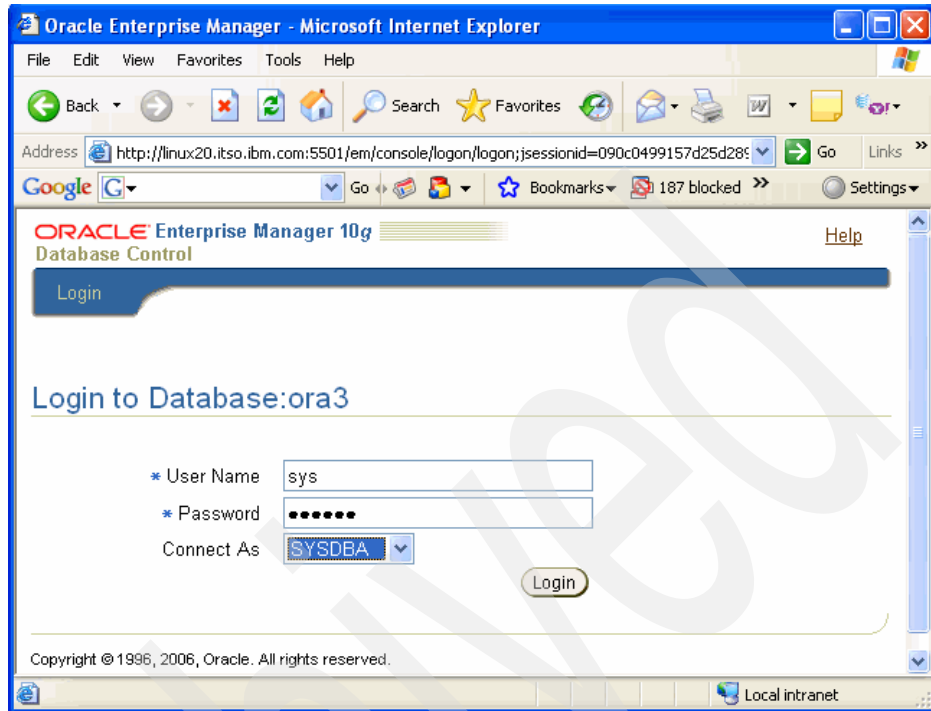 Oracle Enterprise Manager - Microsoft Internet Explorer
File Edit View Favorites Tools Help
Back Search Favorites W
Address http://linux20.itso.ibm.com:5501/em/console/logon/logon;jsessionid=090c0499157d25d289 Go Links »
Google G Go Bookmarks 187 blocked » Settings
ORACLE Enterprise Manager 10g
Database Control
Help
Login
Login to Database:ora3
* User Name sys
* Password ••••••
Connect As SYSDBA
Login
Copyright © 1996, 2006, Oracle. All rights reserved.
Local intranet